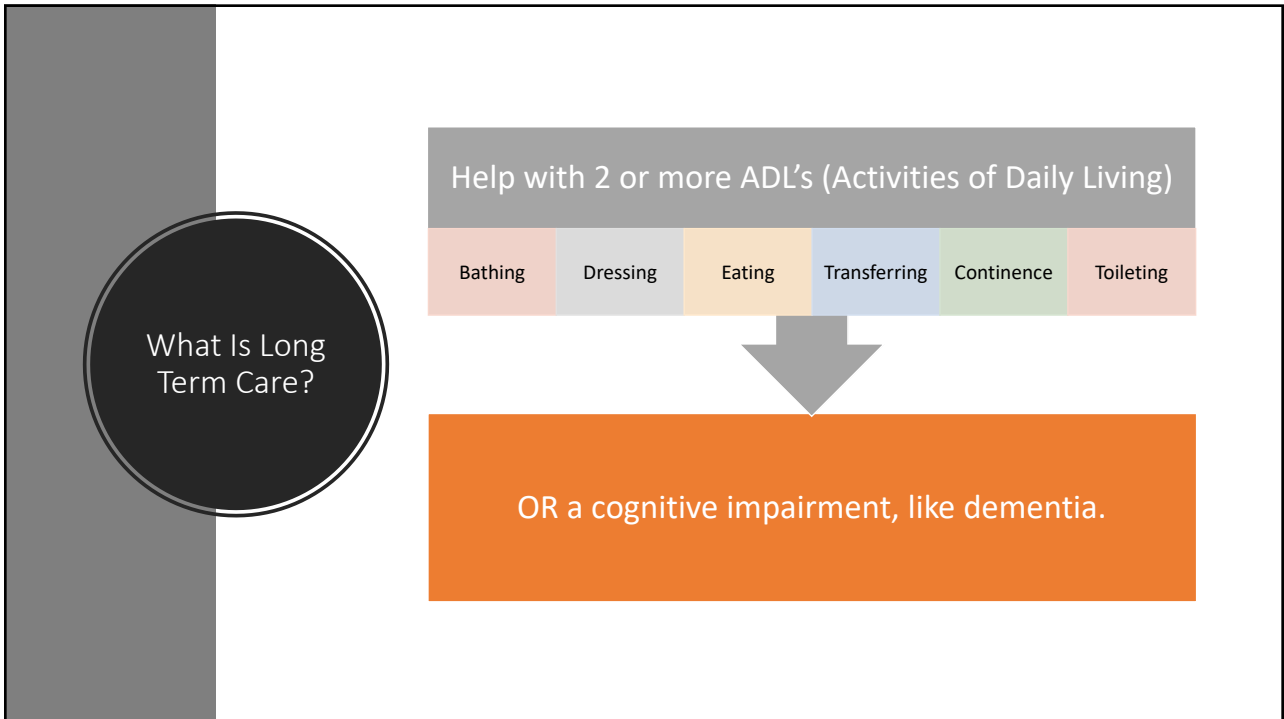 What Is Long
Term Care?
Help with 2 or more ADL’s (Activities of Daily Living)
Bathing Dressing Eating Transferring Continence Toileting
OR a cognitive impairment, like dementia.